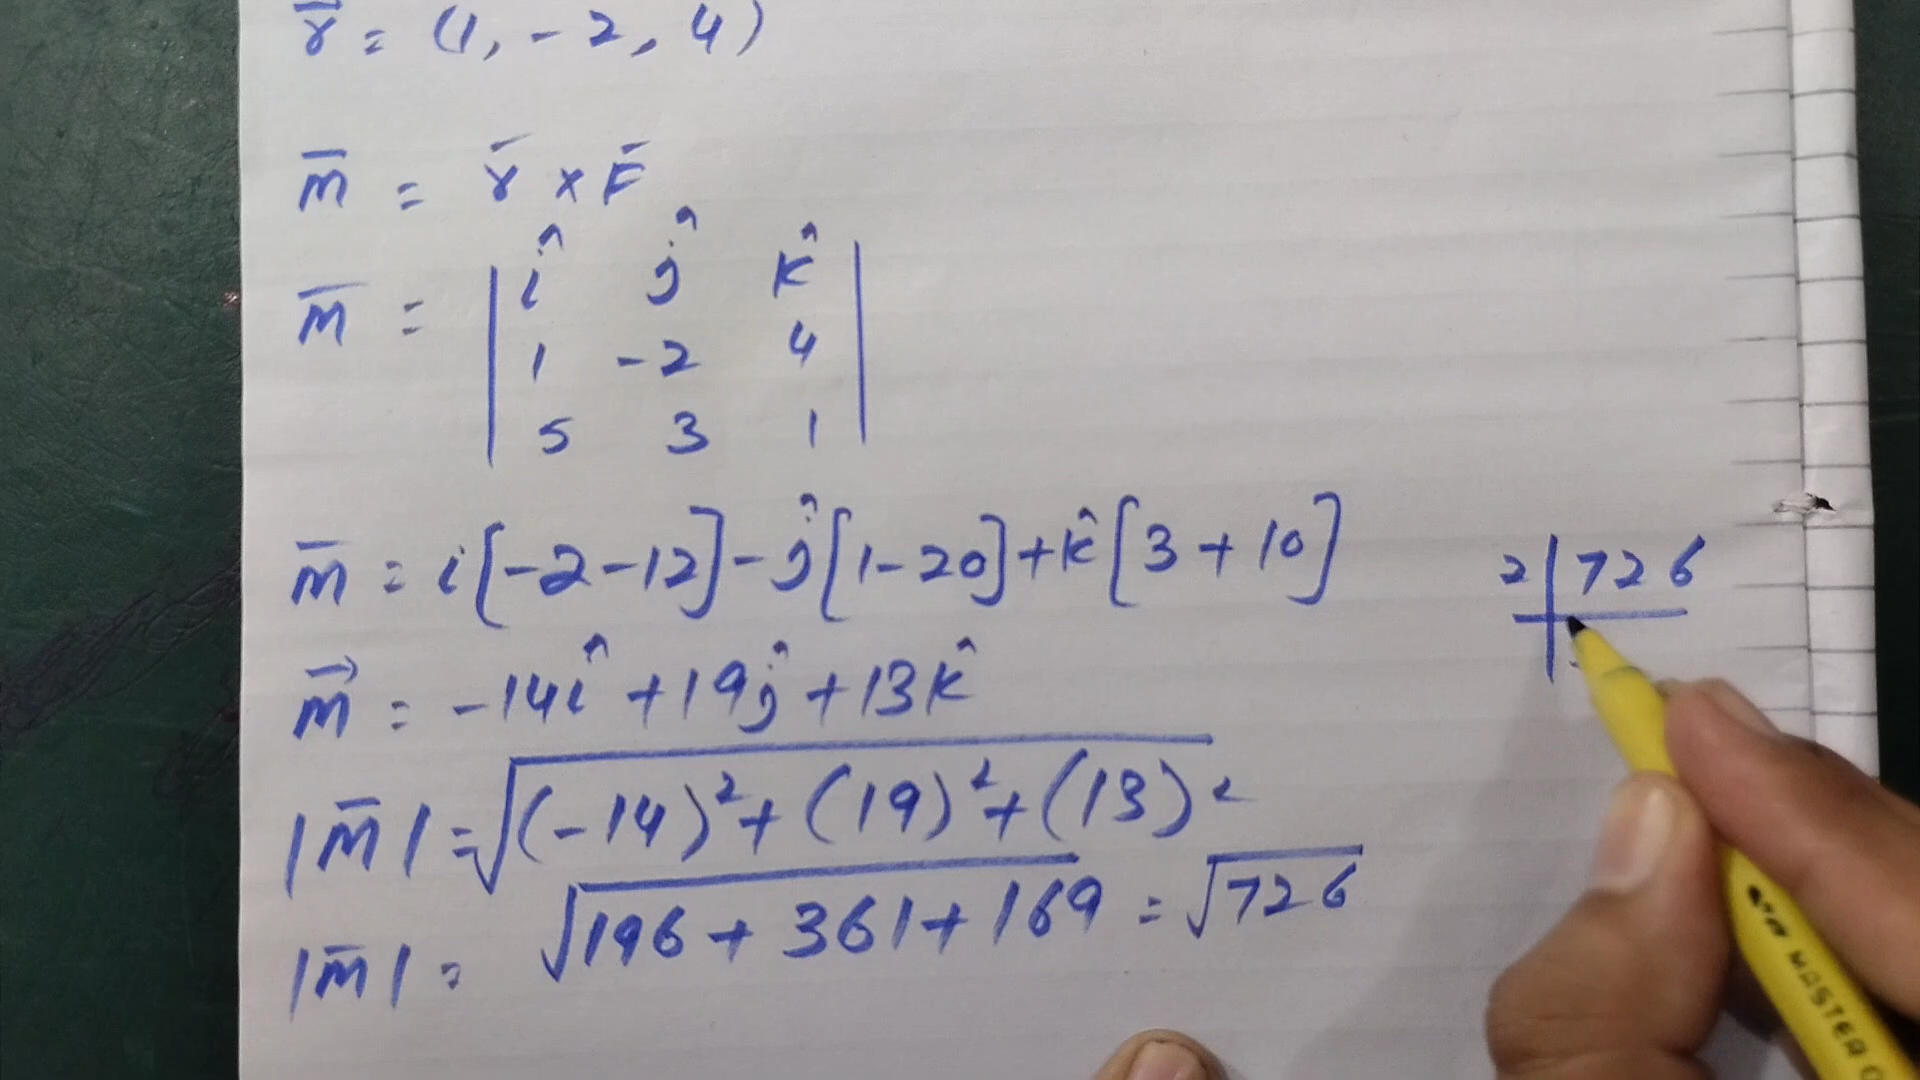 r̄ = (1, -2, 4)
m̄ = r̄ × F̄
m̄ = | î ĵ k̂ |
1 -2 4
5 3 1
m̄ = i[-2-12] - ĵ[1-20] + k̂[3+10]
2 | 726
m⃗ = -14î + 19ĵ + 13k̂
|m̄| = √(-14)² + (19)² + (13)²
|m̄| = √196 + 361 + 169 = √726
MASTER